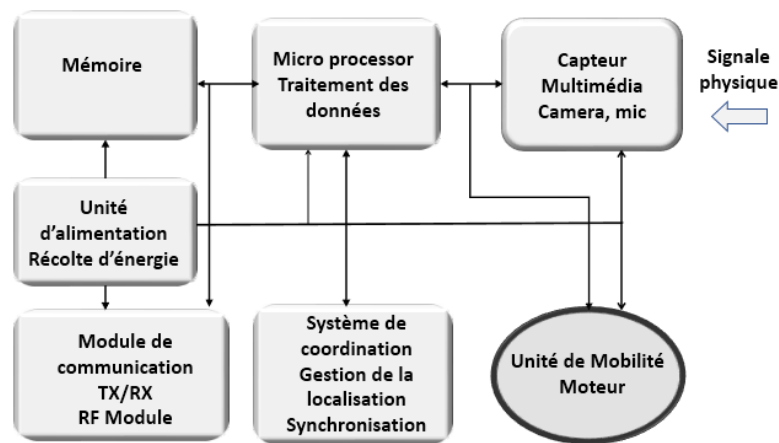 Mémoire
Micro processor
Traitement des
données
Capteur
Multimédia
Camera, mic
Signale
physique
Unité
d’alimentation
Récolte d’énergie
Module de
communication
TX/RX
RF Module
Système de
coordination
Gestion de la
localisation
Synchronisation
Unité de Mobilité
Moteur